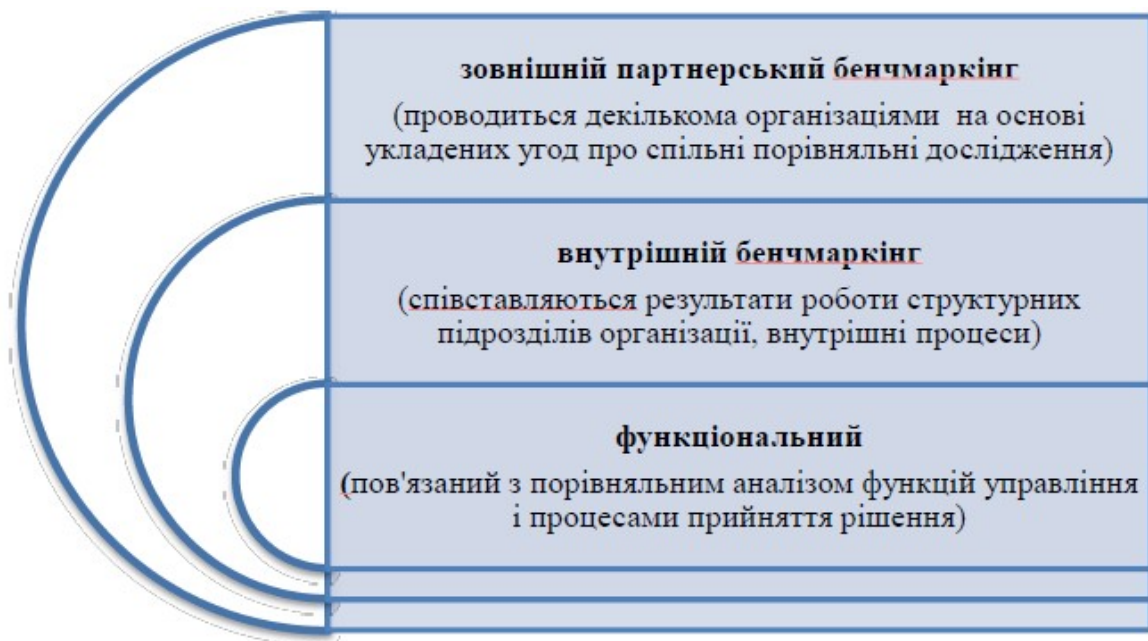 зовнішній партнерський бенчмаркінг
(проводиться декількома організаціями на основі
укладених угод про спільні порівняльні дослідження)
внутрішній бенчмаркінг
(співставляються результати роботи структурних
підрозділів організації, внутрішні процеси)
функціональний
(пов'язаний з порівняльним аналізом функцій управління
і процесами прийняття рішення)